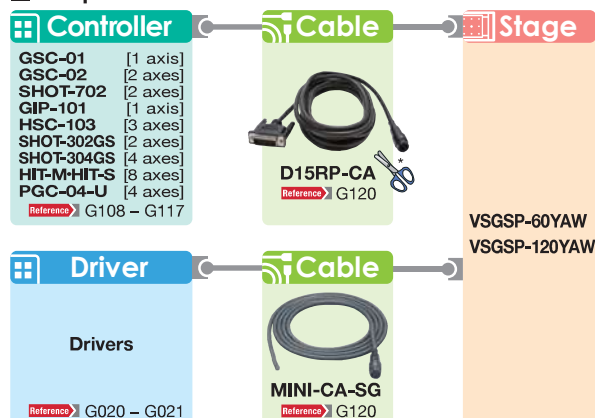 Controller
GSC-01 [1 axis]
GSC-02 [2 axes]
SHOT-702 [2 axes]
GIP-101 [1 axis]
HSC-103 [3 axes]
SHOT-302GS [2 axes]
SHOT-304GS [4 axes]
HIT-M•HIT-S [8 axes]
PGC-04-U [4 axes]
Reference G108 – G117
Cable
*
D15RP-CA
Reference G120
Stage
VSGSP-60YAW
VSGSP-120YAW
Driver
Drivers
Reference G020 – G021
Cable
MINI-CA-SG
Reference G120